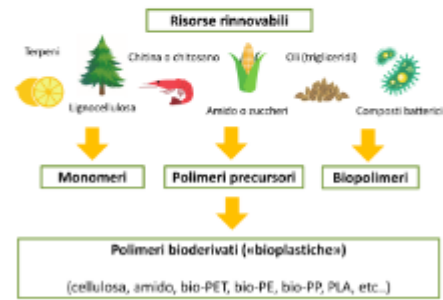 Risorse rinnovabili
Terpeni
Chitina o chitosano
Oli (trigliceridi)
Lignocellulosa
Amido o zuccheri
Composti batterici
Monomeri
Polimeri precursori
Biopolimeri
Polimeri bioderivati («bioplastiche»)
(cellulosa, amido, bio-PET, bio-PE, bio-PP, PLA, etc..)